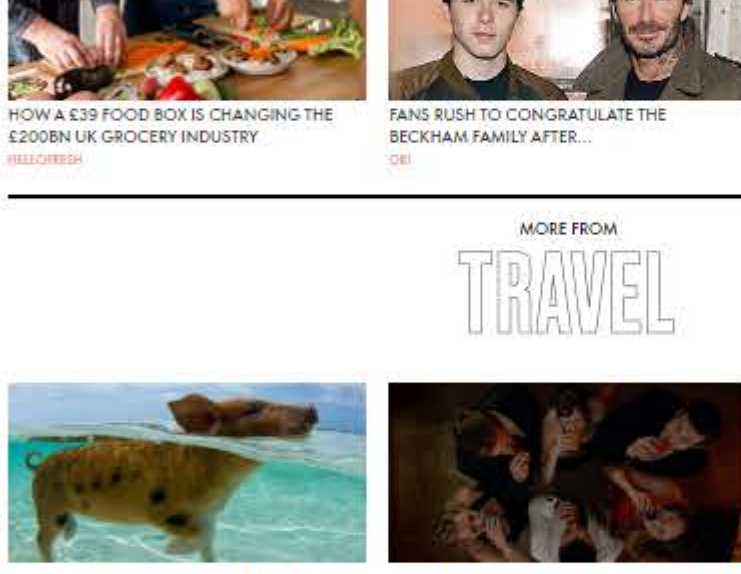 HOW A £39 FOOD BOX IS CHANGING THE
£200BN UK GROCERY INDUSTRY
HELLOFRESH
FANS RUSH TO CONGRATULATE THE
BECKHAM FAMILY AFTER...
OK!
MORE FROM
TRAVEL